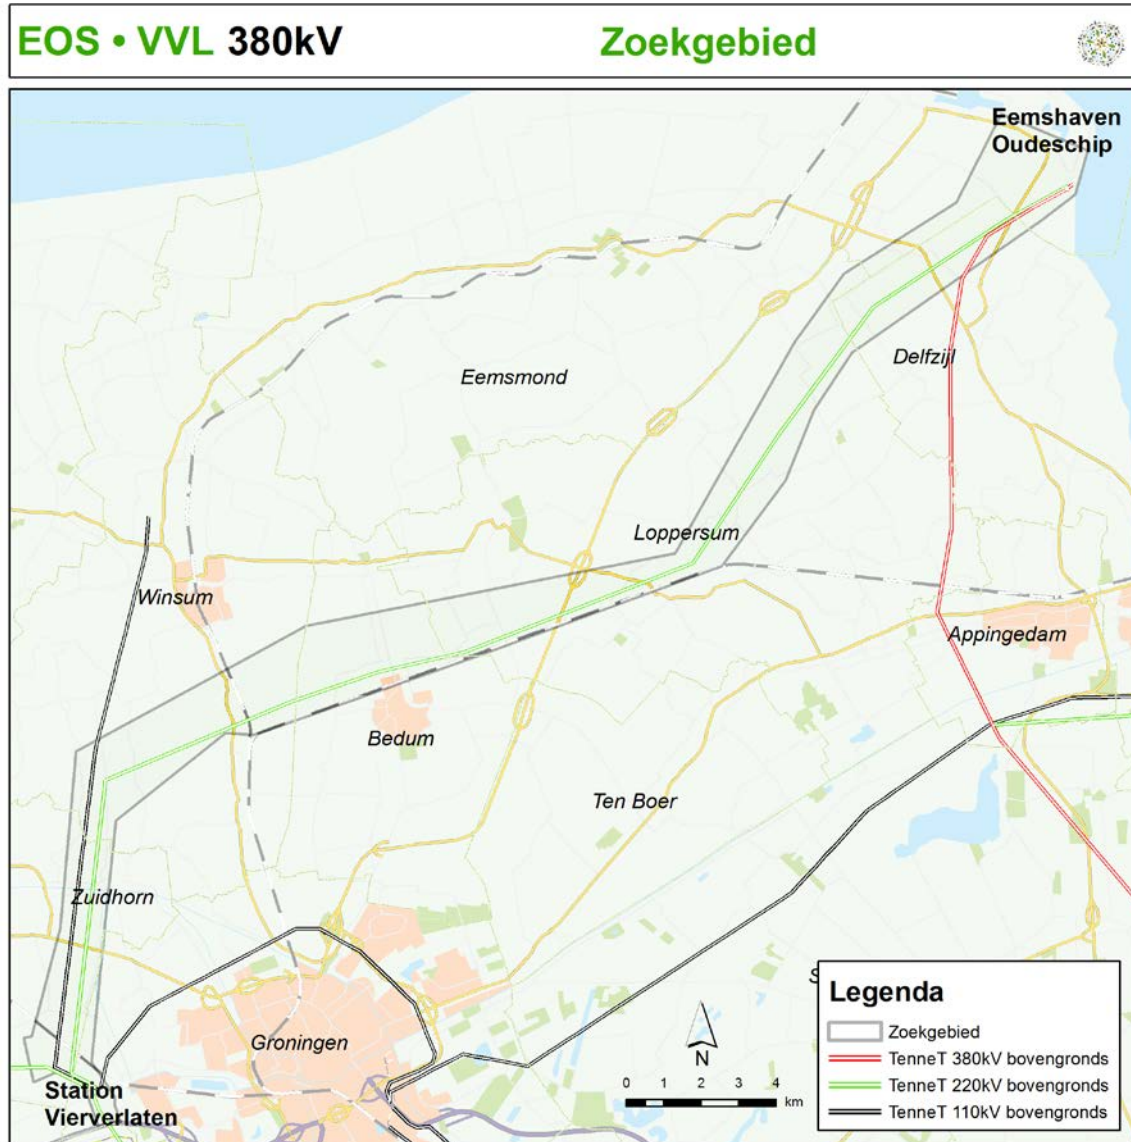 EOS • VVL 380kV
Zoekgebied
Eemshaven
Oudeschip
Delfzijl
Eemsmond
Loppersum
Winsum
Appingedam
Bedum
Ten Boer
Zuidhorn
Groningen
Station
Vierverlaten
N
0 1 2 3 4
km
Legenda
Zoekgebied
TenneT 380kV bovengronds
TenneT 220kV bovengronds
TenneT 110kV bovengronds